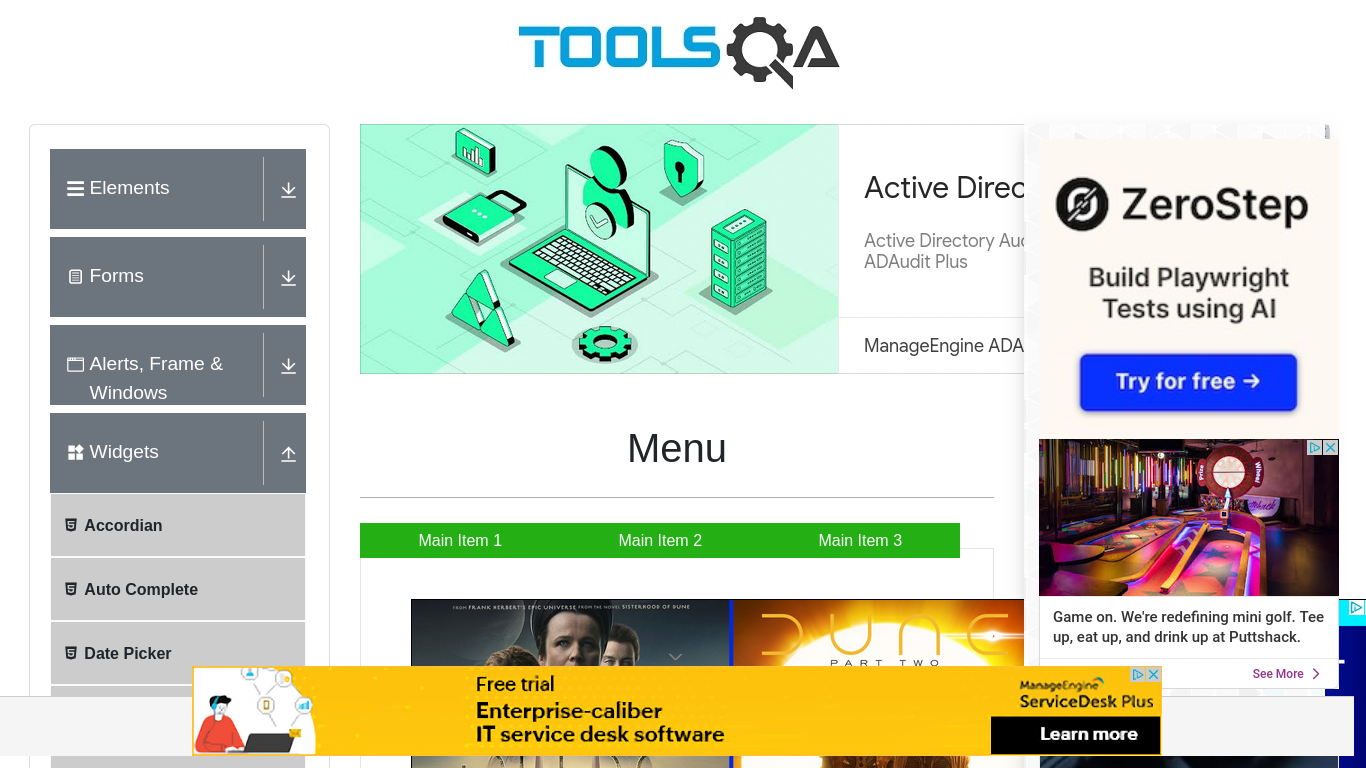 TOOLSQA
Elements
Forms
Alerts, Frame &
Windows
Widgets
Accordian
Auto Complete
Date Picker
Active Direc
Active Directory Au
ADAudit Plus
ManageEngine ADA
Menu
Main Item 1
Main Item 2
Main Item 3
FROM FRANK HERBERT'S EPIC UNIVERSE FROM THE NOVEL SISTERHOOD OF DUNE
DUNE
PART TWO
ZeroStep
Build Playwright
Tests using AI
Try for free →
Game on. We're redefining mini golf. Tee
up, eat up, and drink up at Puttshack.
See More
Free trial
Enterprise-caliber
IT service desk software
ManageEngine
ServiceDesk Plus
Learn more